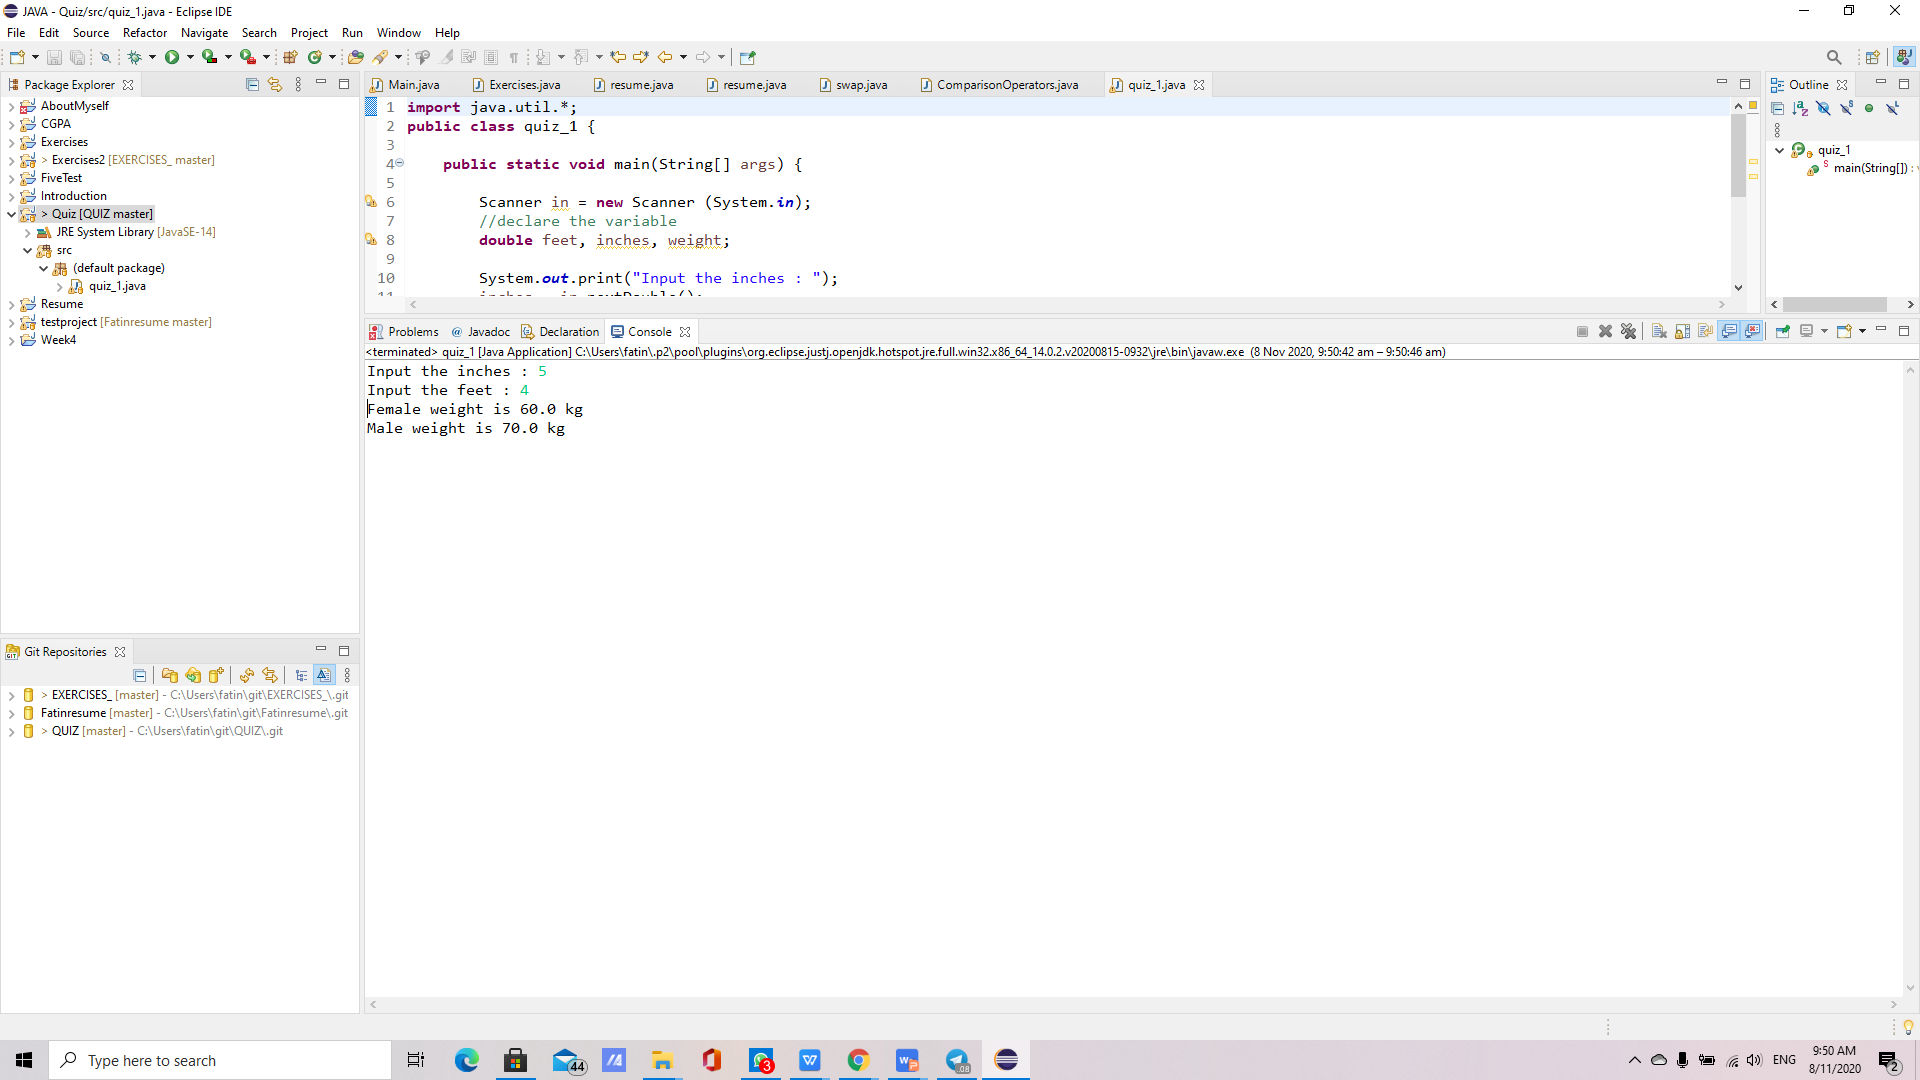 JAVA - Quiz/src/quiz_1.java - Eclipse IDE
File Edit Source Refactor Navigate Search Project Run Window Help
Package Explorer
AboutMyself
CGPA
Exercises
> Exercises2 [EXERCISES_ master]
FiveTest
Introduction
> Quiz [QUIZ master]
JRE System Library [JavaSE-14]
src
(default package)
quiz_1.java
Resume
testproject [Fatinresume master]
Week4
Git Repositories
> EXERCISES_ [master] - C:\Users\fatin\git\EXERCISES_\.git
Fatinresume [master] - C:\Users\fatin\git\Fatinresume\.git
> QUIZ [master] - C:\Users\fatin\git\QUIZ\.git
Main.java Exercises.java resume.java resume.java swap.java ComparisonOperators.java quiz_1.java
1 import java.util.*;
2 public class quiz_1 {
3
4 public static void main(String[] args) {
5
6 Scanner in = new Scanner (System.in);
7 //declare the variable
8 double feet, inches, weight;
9
10 System.out.print("Input the inches : ");
Outline
quiz_1
main(String[]) :
Problems Javadoc Declaration Console
<terminated> quiz_1 [Java Application] C:\Users\fatin\.p2\pool\plugins\org.eclipse.justj.openjdk.hotspot.jre.full.win32.x86_64_14.0.2.v20200815-0932\jre\bin\javaw.exe (8 Nov 2020, 9:50:42 am – 9:50:46 am)
Input the inches : 5
Input the feet : 4
Female weight is 60.0 kg
Male weight is 70.0 kg
Type here to search
44
3
.08
ENG
9:50 AM
8/11/2020
2